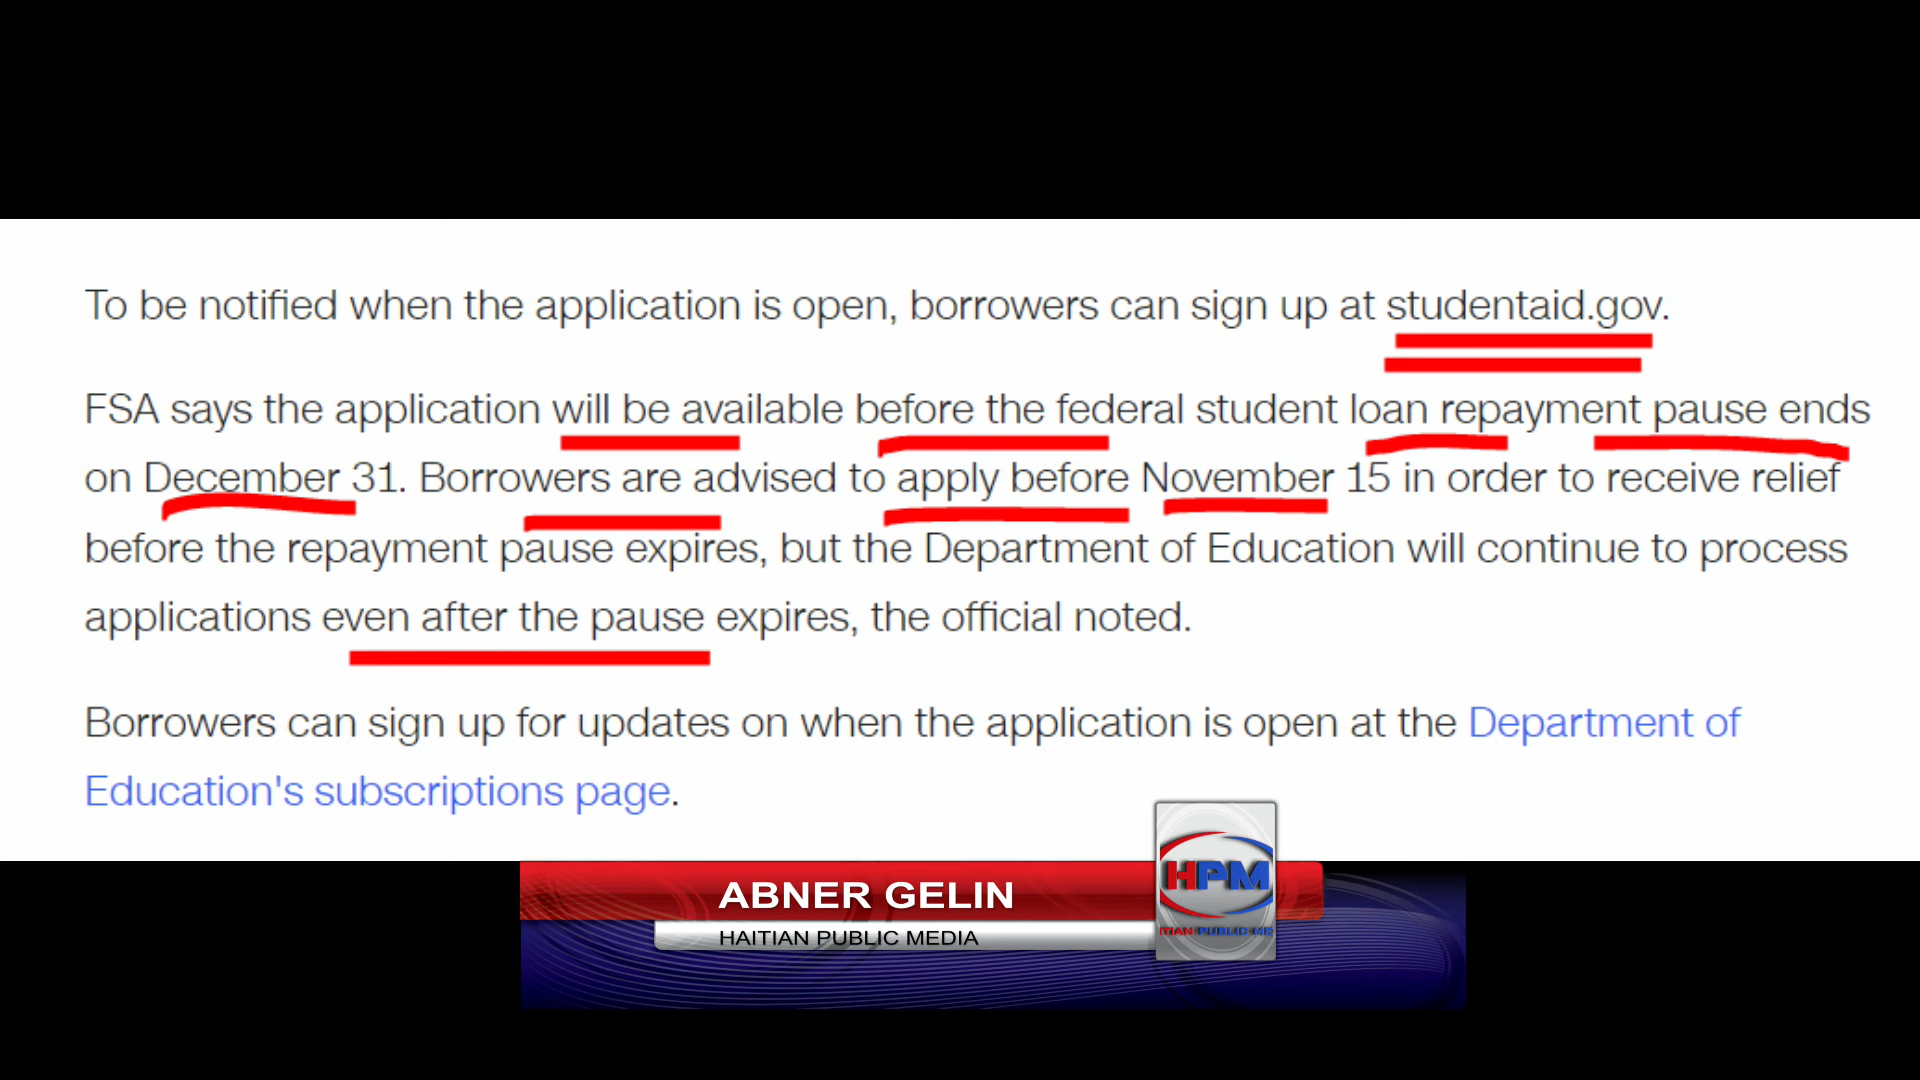 To be notified when the application is open, borrowers can sign up at studentaid.gov.
FSA says the application will be available before the federal student loan repayment pause ends
on December 31. Borrowers are advised to apply before November 15 in order to receive relief
before the repayment pause expires, but the Department of Education will continue to process
applications even after the pause expires, the official noted.
Borrowers can sign up for updates on when the application is open at the Department of
Education's subscriptions page.
HPM
ITIAN PUBLIC ME
ABNER GELIN
HAITIAN PUBLIC MEDIA